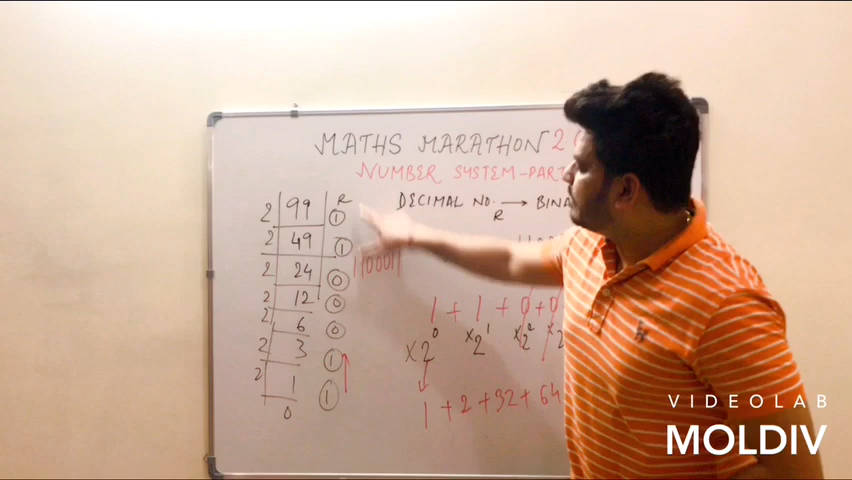 MATHS MARATHON 2
NUMBER SYSTEM-PART
DECIMAL NO. → BINA
R
R
2 99 1
2 49 1
2 24 0
2 12 0
2 6 0
2 3 1
2 1 1
0
1100011
1 + 1 + 0 + 0
×2⁰ ×2¹ ×2² ×2
1 + 2 + 32 + 64
VIDEOLAB
MOLDIV